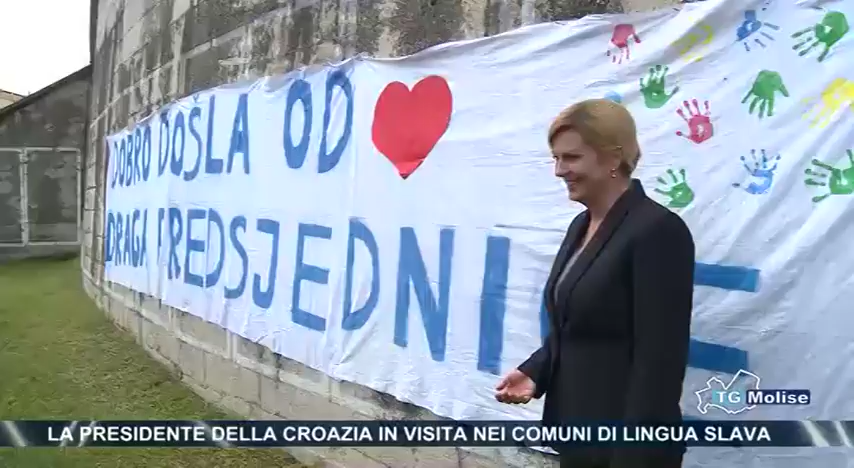 DOBRO DOŠLA OD
DRAGA PREDSJEDNI
TG Molise
LA PRESIDENTE DELLA CROAZIA IN VISITA NEI COMUNI DI LINGUA SLAVA